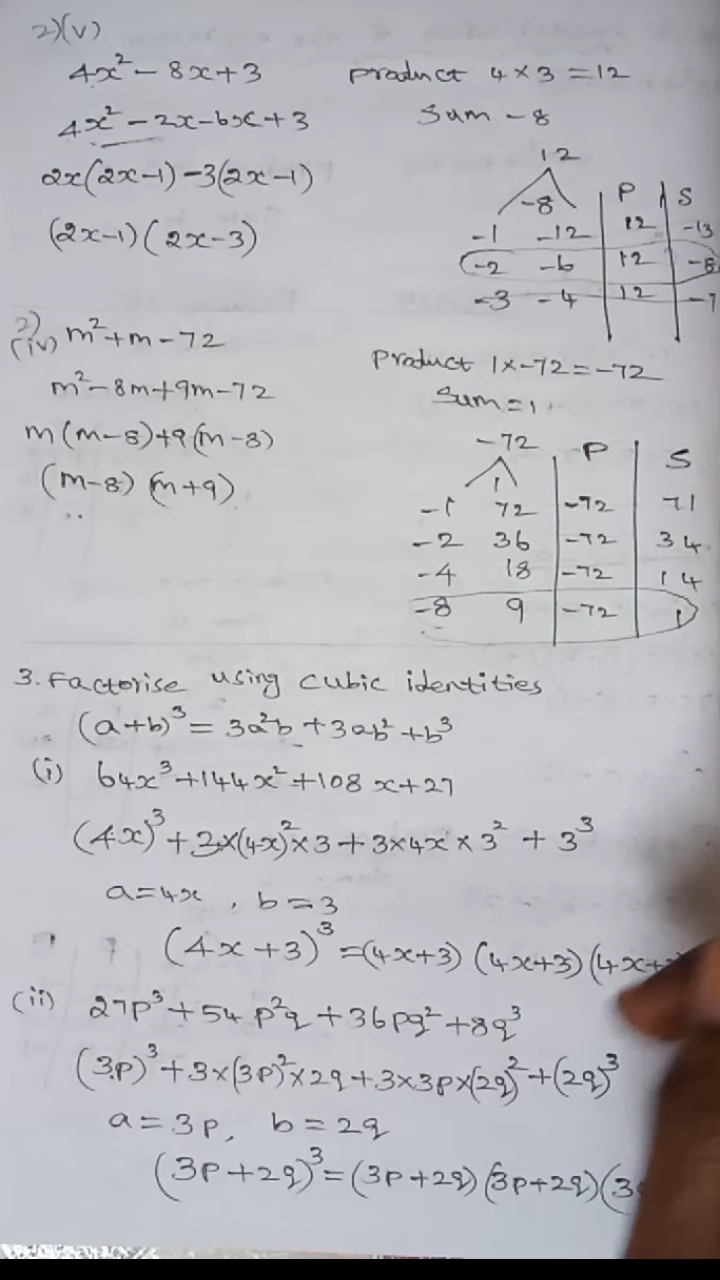 2)(v)
4x² - 8x + 3 product 4 × 3 = 12
4x² - 2x - 6x + 3 Sum - 8
2x(2x-1) - 3(2x-1)
(2x-1)(2x-3)
12
-8 P S
-1 -12 12 -13
-2 -6 12 -8
-3 -4 12 -7
2)
(iv) m² + m - 72
product 1 × -72 = -72
m² - 8m + 9m - 72
Sum = 1
m(m-8) + 9(m-8)
(m-8)(m+9)
-72 P S
1
-1 72 -72 71
-2 36 -72 34
-4 18 -72 14
-8 9 -72 1
3. Factorise using cubic identities
(a+b)³ = 3a²b + 3ab² + b³
(i) 64x³ + 144x² + 108x + 27
(4x)³ + 3×(4x)² × 3 + 3×4x × 3² + 3³
a = 4x, b = 3
(4x+3)³ = (4x+3)(4x+3)(4x+
(ii) 27p³ + 54p²q + 36pq² + 8q³
(3p)³ + 3×(3p)²×2q + 3×3p×(2q)² + (2q)³
a = 3p, b = 2q
(3p+2q)³ = (3p+2q)(3p+2q)(3